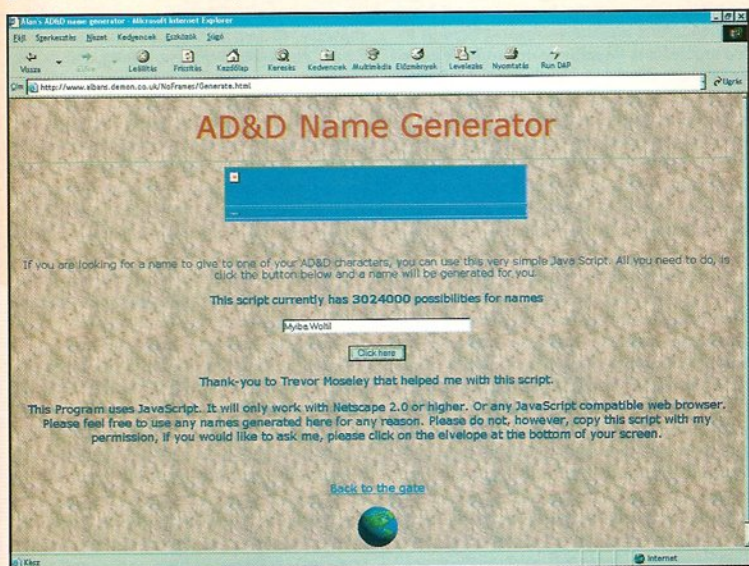 Alan's AD&D name generator - Mikrosoft Internet Explorer
Fájl Szerkesztés Nézet Kedvencek Eszközök Súgó
Vissza Leállítás Frissítés Kezdőlap Keresés Kedvencek Multimédia Előzmények Levelezés Nyomtatás Run DAP
Cím http://www.albans.demon.co.uk/NoFrames/Generate.html Ugrás
AD&D Name Generator
If you are looking for a name to give to one of your AD&D characters, you can use this very simple Java Script. All you need to do, is
click the button below and a name will be generated for you.
This script currently has 3024000 possibilities for names
Myiba Woltil
Click here
Thank-you to Trevor Moseley that helped me with this script.
This Program uses JavaScript. It will only work with Netscape 2.0 or higher. Or any JavaScript compatible web browser.
Please feel free to use any names generated here for any reason. Please do not, however, copy this script with my
permission, if you would like to ask me, please click on the elvelope at the bottom of your screen.
Back to the gate
Kész Internet